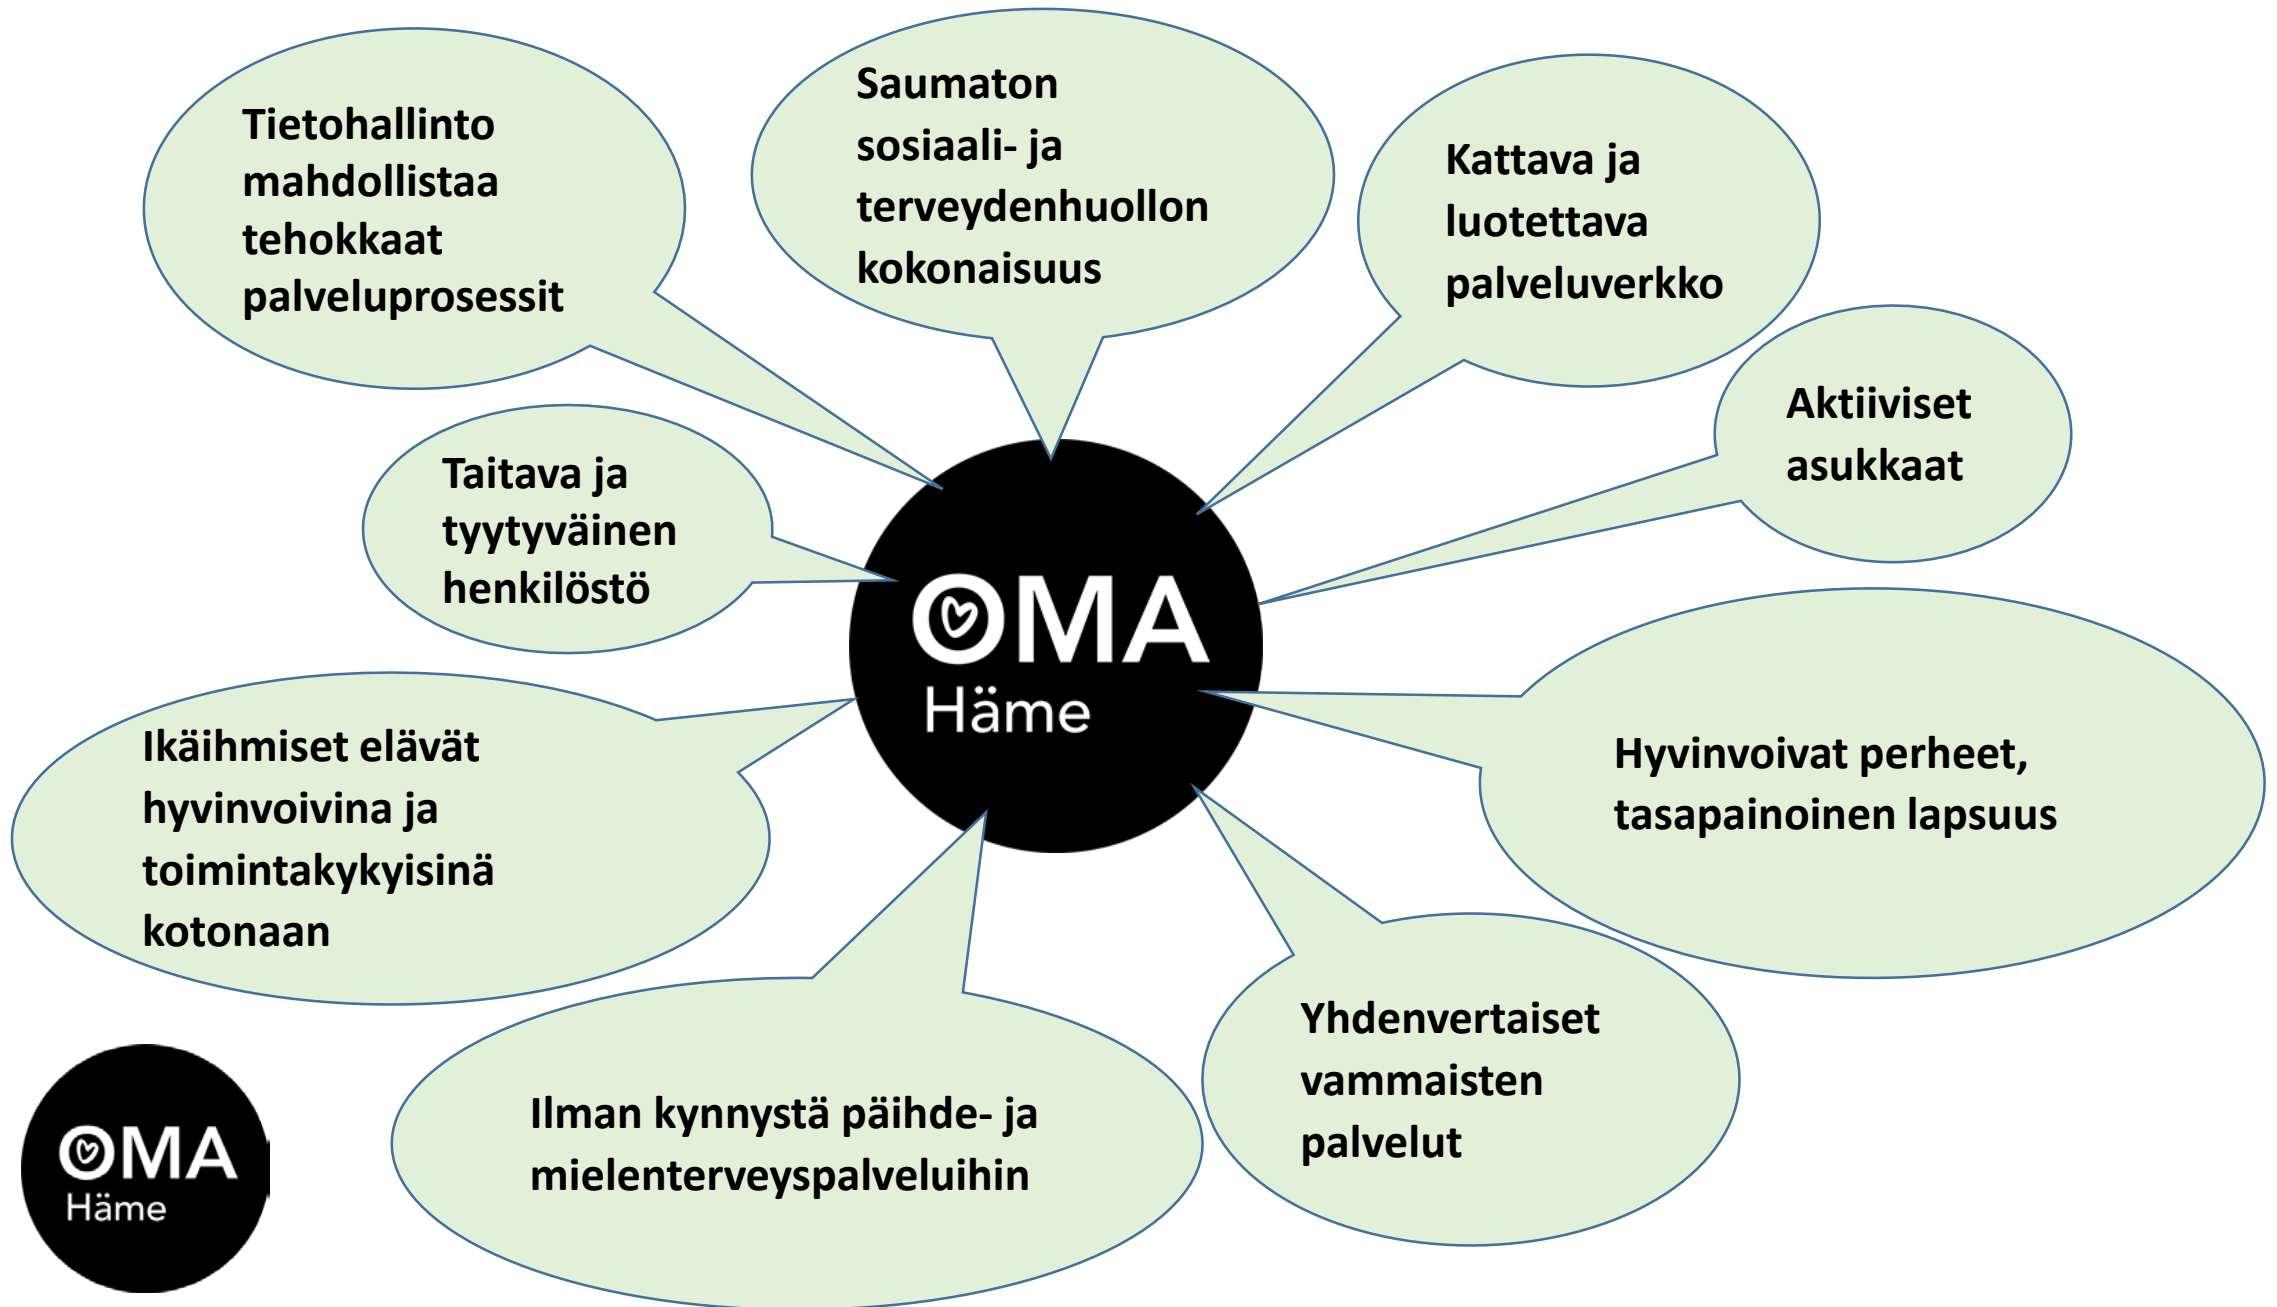 Tietohallinto
mahdollistaa
tehokkaat
palveluprosessit
Saumaton
sosiaali- ja
terveydenhuollon
kokonaisuus
Kattava ja
luotettava
palveluverkko
Aktiiviset
asukkaat
Taitava ja
tyytyväinen
henkilöstö
OMA
Häme
Ikäihmiset elävät
hyvinvoivina ja
toimintakykyisinä
kotonaan
Hyvinvoivat perheet,
tasapainoinen lapsuus
Ilman kynnystä päihde- ja
mielenterveyspalveluihin
Yhdenvertaiset
vammaisten
palvelut
OMA
Häme